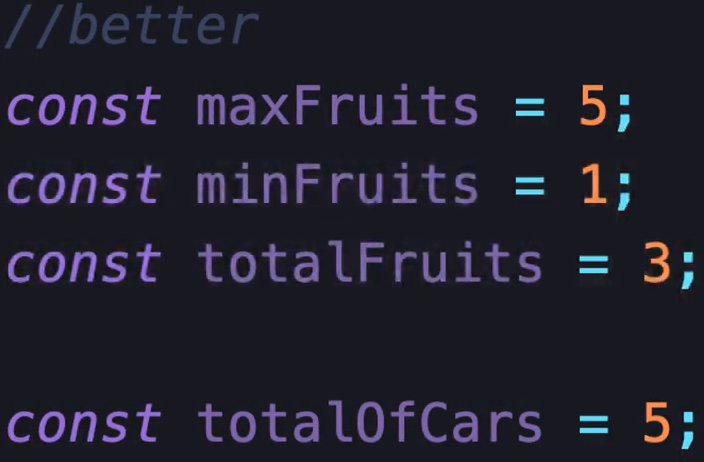 //better
const maxFruits = 5;
const minFruits = 1;
const totalFruits = 3;
const totalOfCars = 5;